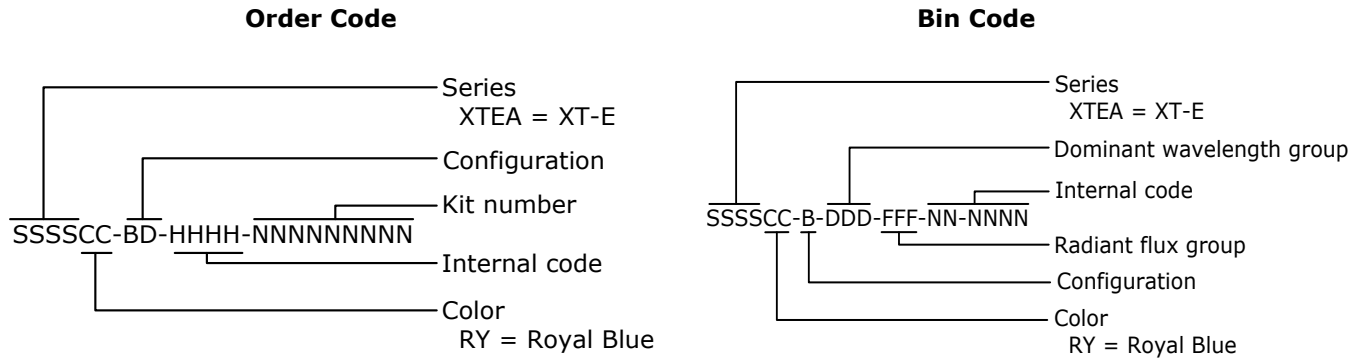 Order Code
Series
XTEA = XT-E
Configuration
Kit number
SSSSCC-BD-HHHH-NNNNNNNNN
Internal code
Color
RY = Royal Blue
Bin Code
Series
XTEA = XT-E
Dominant wavelength group
Internal code
SSSSCC-B-DDD-FFF-NN-NNNN
Radiant flux group
Configuration
Color
RY = Royal Blue